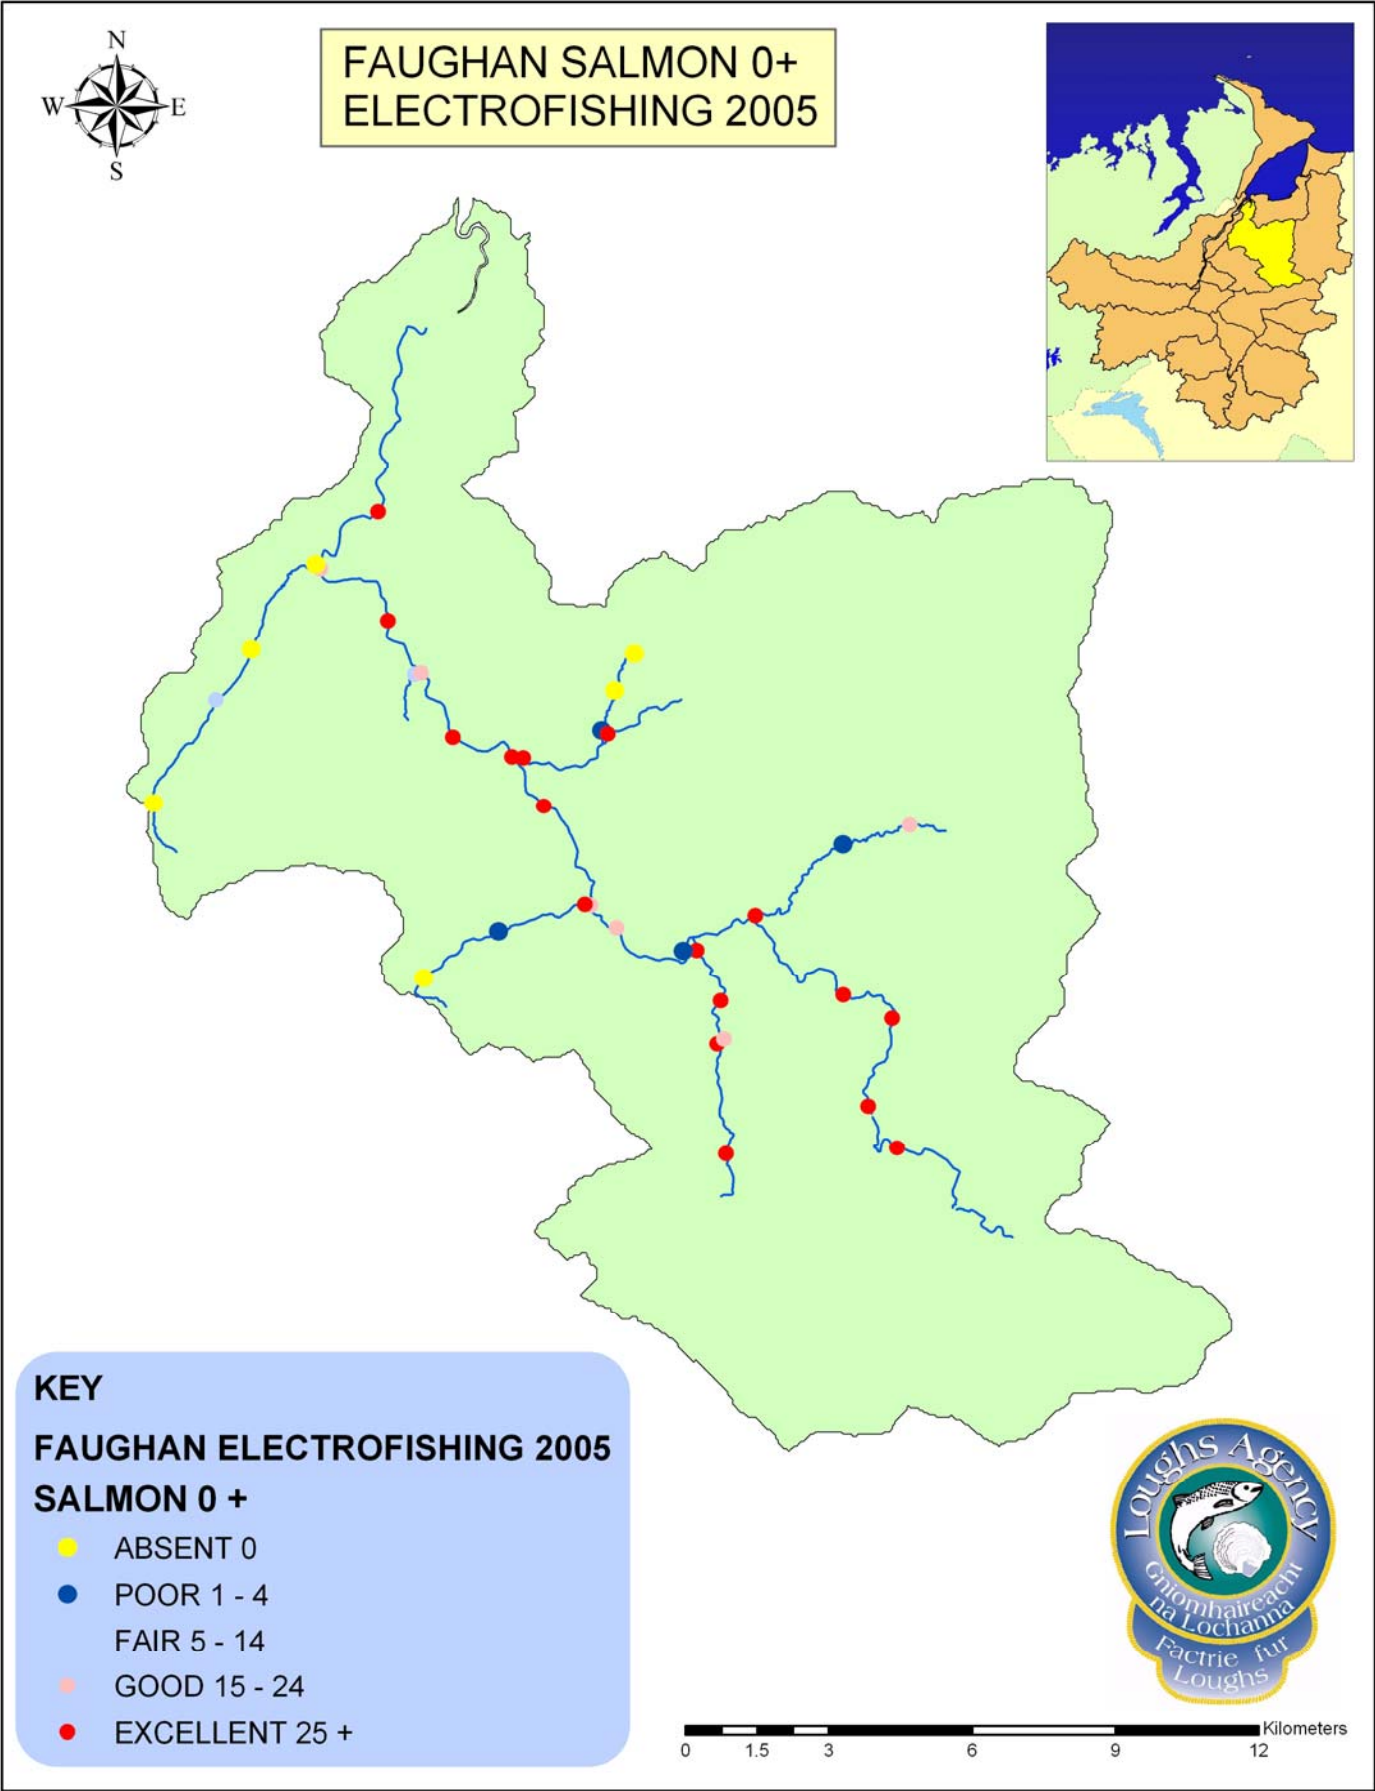 N
W E
S
FAUGHAN SALMON 0+
ELECTROFISHING 2005
KEY
FAUGHAN ELECTROFISHING 2005
SALMON 0 +
ABSENT 0
POOR 1 - 4
FAIR 5 - 14
GOOD 15 - 24
EXCELLENT 25 +
Loughs Agency
Gníomhaireacht
na Lochanna
Factrie fur
Loughs
Kilometers
0 1.5 3 6 9 12